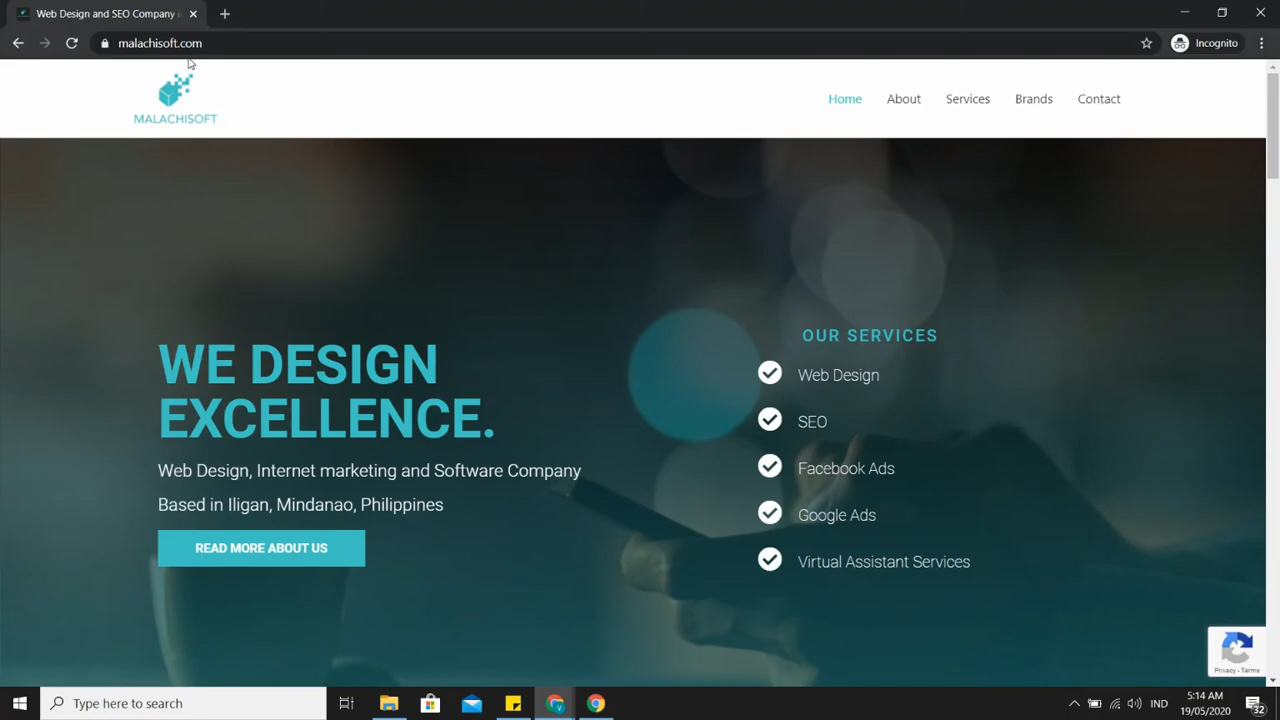 Web Design and SEO Company i
malachisoft.com
Incognito
MALACHISOFT
Home About Services Brands Contact
WE DESIGN
EXCELLENCE.
Web Design, Internet marketing and Software Company
Based in Iligan, Mindanao, Philippines
READ MORE ABOUT US
OUR SERVICES
Web Design
SEO
Facebook Ads
Google Ads
Virtual Assistant Services
Privacy - Terms
Type here to search
IND
5:14 AM
19/05/2020
32